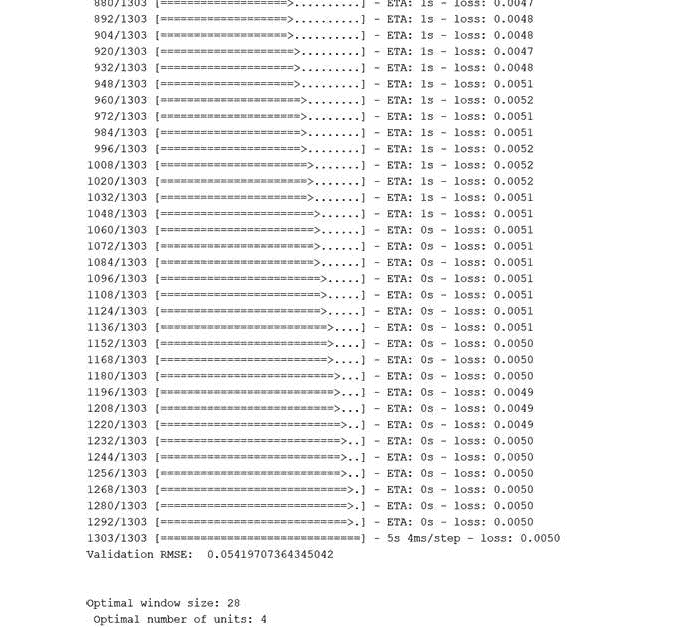 880/1303 [===================>..........] - ETA: 1s - loss: 0.0047
892/1303 [===================>..........] - ETA: 1s - loss: 0.0048
904/1303 [===================>..........] - ETA: 1s - loss: 0.0048
920/1303 [====================>.........] - ETA: 1s - loss: 0.0047
932/1303 [====================>.........] - ETA: 1s - loss: 0.0048
948/1303 [====================>.........] - ETA: 1s - loss: 0.0051
960/1303 [=====================>........] - ETA: 1s - loss: 0.0052
972/1303 [=====================>........] - ETA: 1s - loss: 0.0051
984/1303 [=====================>........] - ETA: 1s - loss: 0.0051
996/1303 [=====================>........] - ETA: 1s - loss: 0.0052
1008/1303 [======================>.......] - ETA: 1s - loss: 0.0052
1020/1303 [======================>.......] - ETA: 1s - loss: 0.0052
1032/1303 [======================>.......] - ETA: 1s - loss: 0.0051
1048/1303 [=======================>......] - ETA: 1s - loss: 0.0051
1060/1303 [=======================>......] - ETA: 0s - loss: 0.0051
1072/1303 [=======================>......] - ETA: 0s - loss: 0.0051
1084/1303 [=======================>......] - ETA: 0s - loss: 0.0051
1096/1303 [========================>.....] - ETA: 0s - loss: 0.0051
1108/1303 [========================>.....] - ETA: 0s - loss: 0.0051
1124/1303 [========================>.....] - ETA: 0s - loss: 0.0051
1136/1303 [=========================>....] - ETA: 0s - loss: 0.0051
1152/1303 [=========================>....] - ETA: 0s - loss: 0.0050
1168/1303 [=========================>....] - ETA: 0s - loss: 0.0050
1180/1303 [==========================>...] - ETA: 0s - loss: 0.0050
1196/1303 [==========================>...] - ETA: 0s - loss: 0.0049
1208/1303 [==========================>...] - ETA: 0s - loss: 0.0049
1220/1303 [===========================>..] - ETA: 0s - loss: 0.0049
1232/1303 [===========================>..] - ETA: 0s - loss: 0.0050
1244/1303 [===========================>..] - ETA: 0s - loss: 0.0050
1256/1303 [===========================>..] - ETA: 0s - loss: 0.0050
1268/1303 [============================>.] - ETA: 0s - loss: 0.0050
1280/1303 [============================>.] - ETA: 0s - loss: 0.0050
1292/1303 [============================>.] - ETA: 0s - loss: 0.0050
1303/1303 [==============================] - 5s 4ms/step - loss: 0.0050
Validation RMSE:  0.05419707364345042
Optimal window size: 28
Optimal number of units: 4